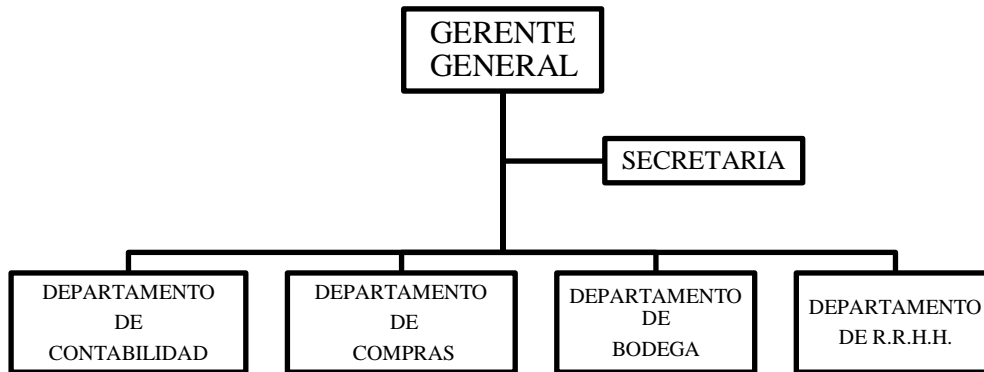 GERENTE
GENERAL
SECRETARIA
DEPARTAMENTO
DE
CONTABILIDAD
DEPARTAMENTO
DE
COMPRAS
DEPARTAMENTO
DE
BODEGA
DEPARTAMENTO
DE R.R.H.H.